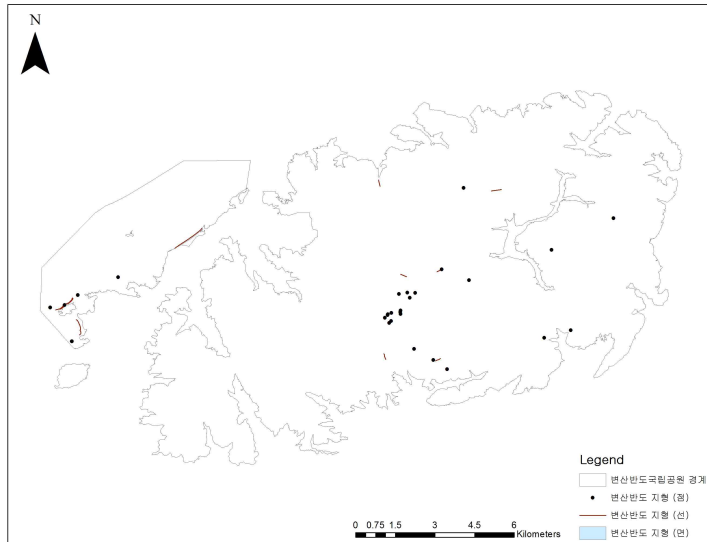 N
Legend
변산반도국립공원 경계
변산반도 지형 (점)
변산반도 지형 (선)
변산반도 지형 (면)
0 0.75 1.5 3 4.5 6
Kilometers